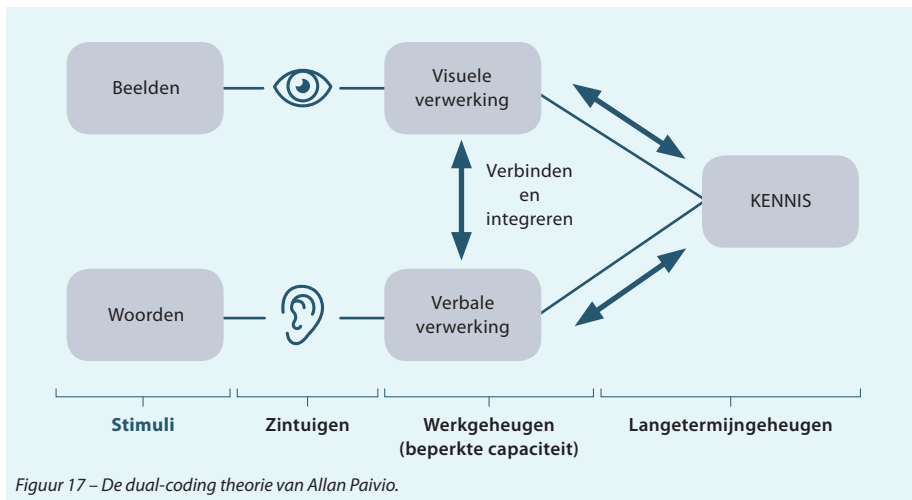 Beelden
Visuele
verwerking
Verbinden
en
integreren
KENNIS
Woorden
Verbale
verwerking
Stimuli
Zintuigen
Werkgeheugen
(beperkte capaciteit)
Langetermijngeheugen
Figuur 17 – De dual-coding theorie van Allan Paivio.